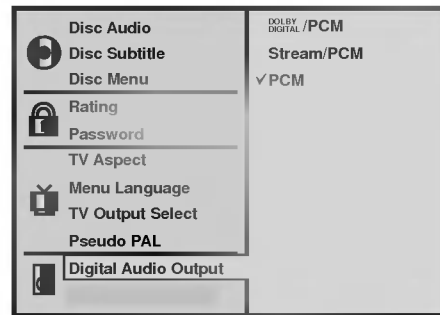 Disc Audio
Disc Subtitle
Disc Menu
Rating
Password
TV Aspect
Menu Language
TV Output Select
Pseudo PAL
Digital Audio Output
DOLBY DIGITAL /PCM
Stream/PCM
✓PCM